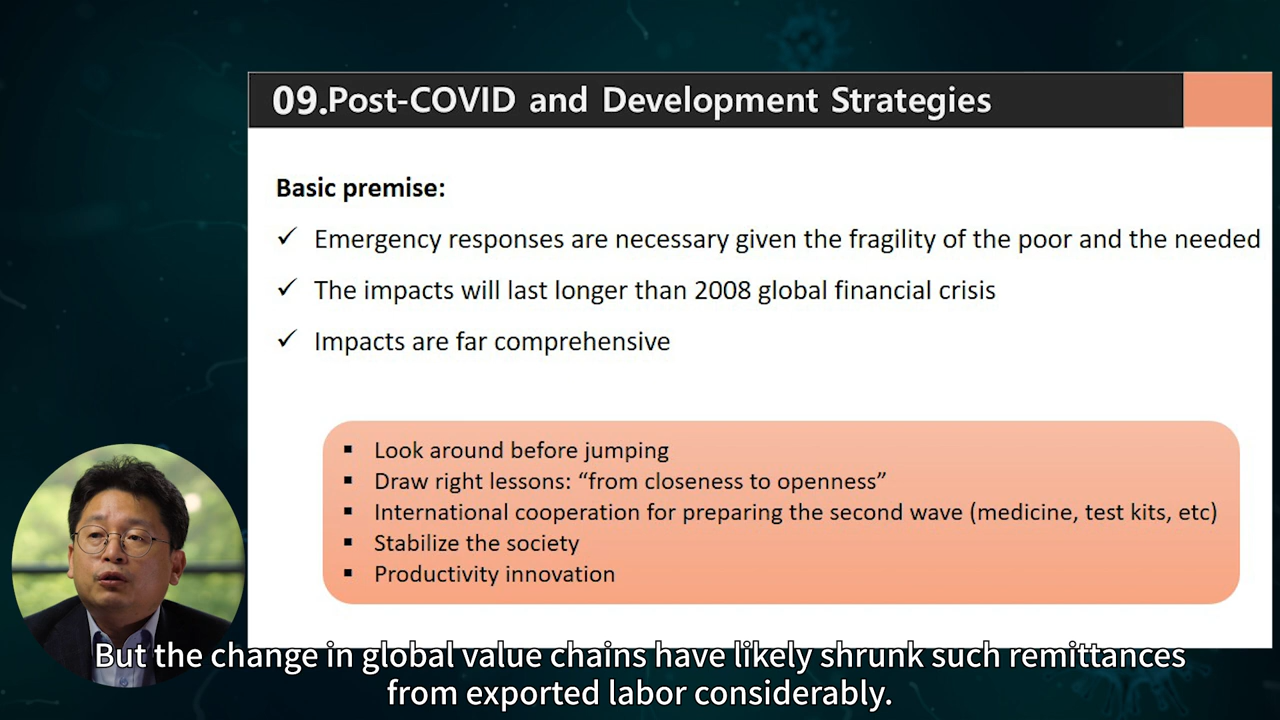 09.Post-COVID and Development Strategies
Basic premise:
✓ Emergency responses are necessary given the fragility of the poor and the needed
✓ The impacts will last longer than 2008 global financial crisis
✓ Impacts are far comprehensive
▪ Look around before jumping
▪ Draw right lessons: “from closeness to openness”
▪ International cooperation for preparing the second wave (medicine, test kits, etc)
▪ Stabilize the society
▪ Productivity innovation
But the change in global value chains have likely shrunk such remittances
from exported labor considerably.